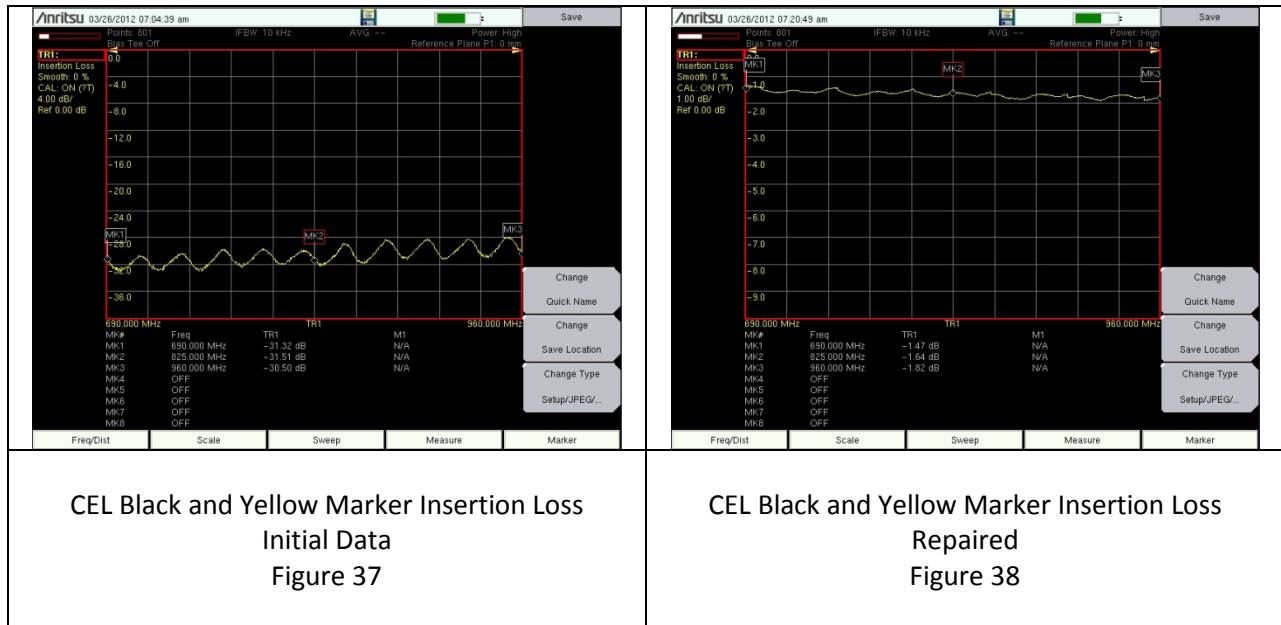 Anritsu 03/26/2012 07:04:39 am
Save
Points: 801 IFBW: 10 kHz AVG: -- Power: High
Bias Tee Off Reference Plane P1: 0 mm
TR1:
Insertion Loss
Smooth: 0 %
CAL: ON (?T)
4.00 dB/
Ref 0.00 dB
0.0
-4.0
-8.0
-12.0
-16.0
-20.0
-24.0
-28.0
-32.0
-36.0
MK1
MK2
MK3
690.000 MHz TR1 960.000 MHz
MK# Freq TR1 M1
MK1 690.000 MHz -31.32 dB N/A
MK2 825.000 MHz -31.51 dB N/A
MK3 960.000 MHz -30.50 dB N/A
MK4 OFF
MK5 OFF
MK6 OFF
MK7 OFF
MK8 OFF
Change
Quick Name
Change
Save Location
Change Type
Setup/JPEG/...
Freq/Dist Scale Sweep Measure Marker
CEL Black and Yellow Marker Insertion Loss
Initial Data
Figure 37
Anritsu 03/26/2012 07:20:49 am
Save
Points: 801 IFBW: 10 kHz AVG: -- Power: High
Bias Tee Off Reference Plane P1: 0 mm
TR1:
Insertion Loss
Smooth: 0 %
CAL: ON (?T)
1.00 dB/
Ref 0.00 dB
0.0
-1.0
-2.0
-3.0
-4.0
-5.0
-6.0
-7.0
-8.0
-9.0
MK1
MK2
MK3
690.000 MHz TR1 960.000 MHz
MK# Freq TR1 M1
MK1 690.000 MHz -1.47 dB N/A
MK2 825.000 MHz -1.64 dB N/A
MK3 960.000 MHz -1.82 dB N/A
MK4 OFF
MK5 OFF
MK6 OFF
MK7 OFF
MK8 OFF
Change
Quick Name
Change
Save Location
Change Type
Setup/JPEG/...
Freq/Dist Scale Sweep Measure Marker
CEL Black and Yellow Marker Insertion Loss
Repaired
Figure 38